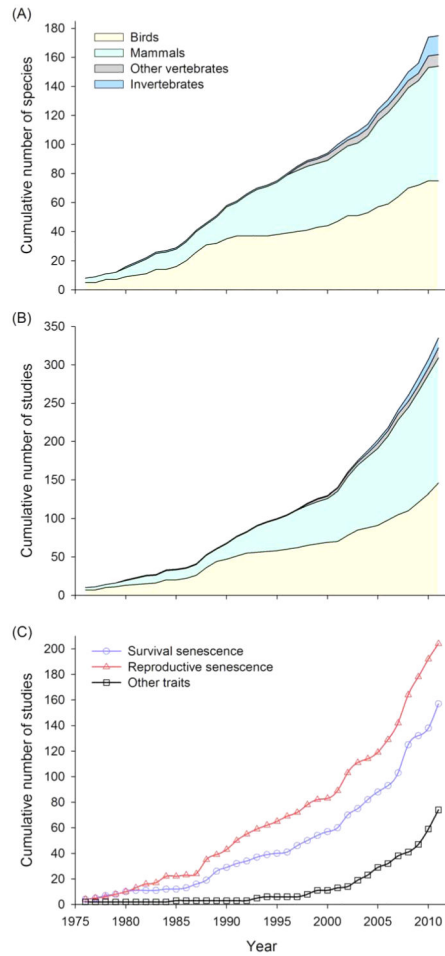 (A)
Birds
Mammals
Other vertebrates
Invertebrates
Cumulative number of species
180
160
140
120
100
80
60
40
20
0
(B)
Cumulative number of studies
350
300
250
200
150
100
50
0
(C)
Survival senescence
Reproductive senescence
Other traits
Cumulative number of studies
200
180
160
140
120
100
80
60
40
20
0
1975 1980 1985 1990 1995 2000 2005 2010
Year